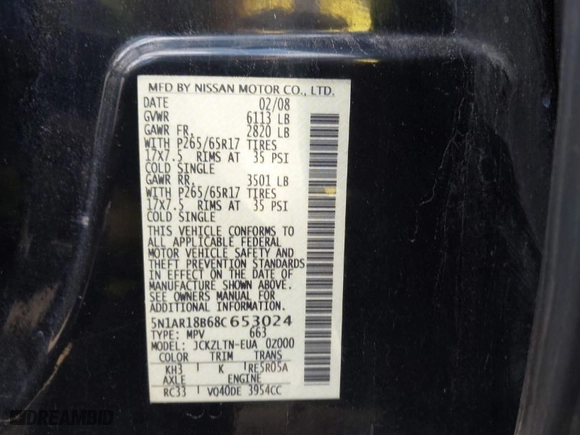 MFD BY NISSAN MOTOR CO., LTD.
DATE 02/08
GVWR 6113 LB
GAWR FR. 2820 LB
WITH P265/65R17 TIRES
17X7.5 RIMS AT 35 PSI
COLD SINGLE
GAWR RR. 3501 LB
WITH P265/65R17 TIRES
17X7.5 RIMS AT 35 PSI
COLD SINGLE
THIS VEHICLE CONFORMS TO
ALL APPLICABLE FEDERAL
MOTOR VEHICLE SAFETY AND
THEFT PREVENTION STANDARDS
IN EFFECT ON THE DATE OF
MANUFACTURE SHOWN ABOVE.
SEE OWNERS MANUAL FOR
ADDITIONAL INFORMATION.
5N1AR18B68C653024
TYPE: MPV 663
MODEL: JCKZLTN-EUA 0Z000
COLOR TRIM TRANS
KH3 K RE5R05A
AXLE ENGINE
RC33 VQ40DE 3954CC
DREAMBID